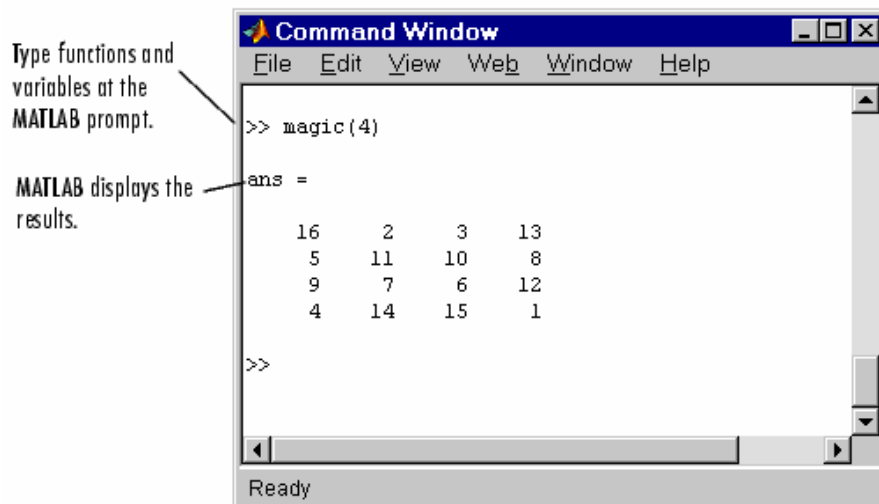 Type functions and
variables at the
MATLAB prompt.
MATLAB displays the
results.
Command Window
File Edit View Web Window Help
>> magic(4)
ans =
16 2 3 13
5 11 10 8
9 7 6 12
4 14 15 1
>>
Ready